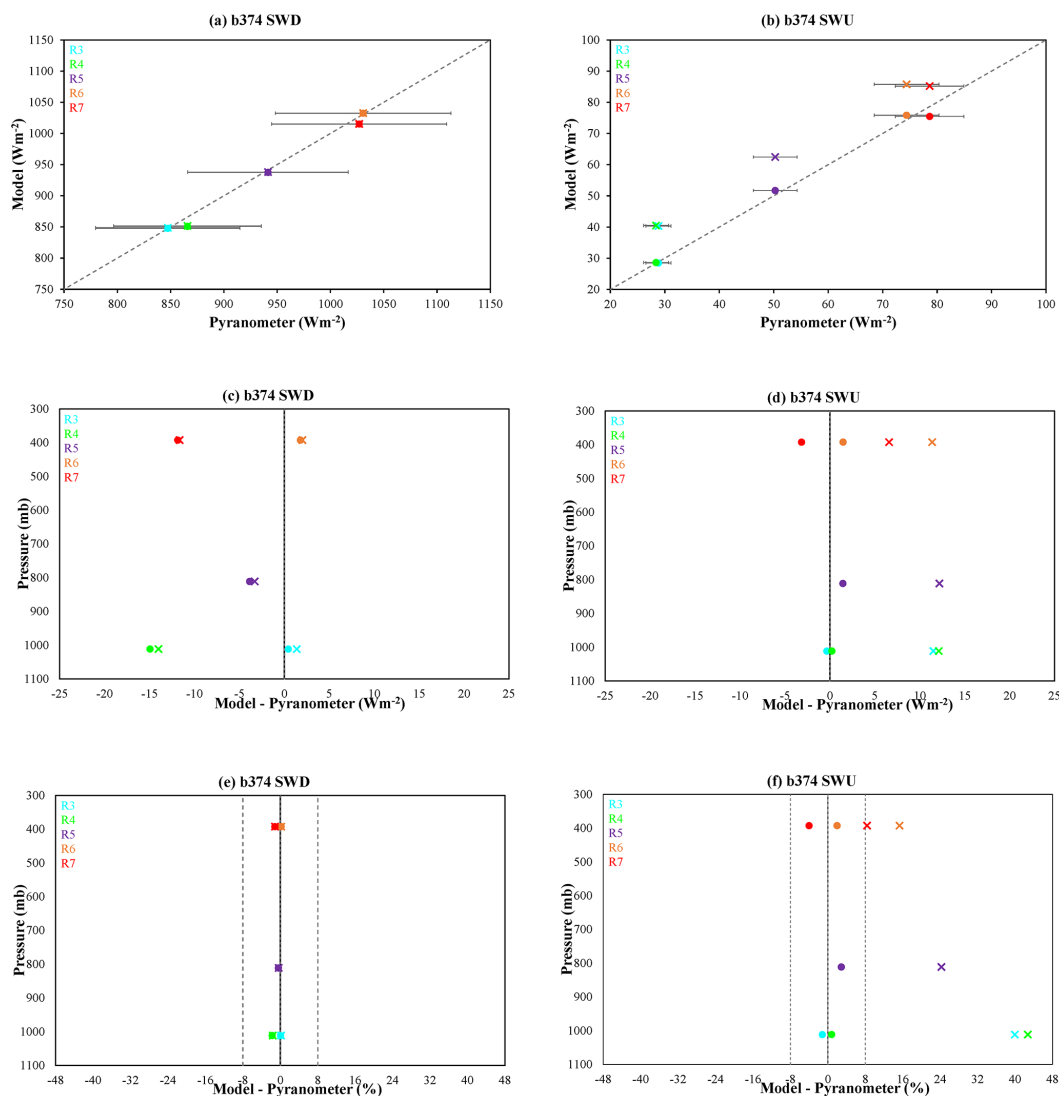 (a) b374 SWD
1150
1100
1050
1000
950
900
850
800
750
R3
R4
R5
R6
R7
Model (Wm-2)
750 800 850 900 950 1000 1050 1100 1150
Pyranometer (Wm-2)
(b) b374 SWU
100
90
80
70
60
50
40
30
20
R3
R4
R5
R6
R7
Model (Wm-2)
20 30 40 50 60 70 80 90 100
Pyranometer (Wm-2)
(c) b374 SWD
300
400
500
600
700
800
900
1000
1100
R3
R4
R5
R6
R7
Pressure (mb)
-25 -20 -15 -10 -5 0 5 10 15 20 25
Model - Pyranometer (Wm-2)
(d) b374 SWU
300
400
500
600
700
800
900
1000
1100
R3
R4
R5
R6
R7
Pressure (mb)
-25 -20 -15 -10 -5 0 5 10 15 20 25
Model - Pyranometer (Wm-2)
(e) b374 SWD
300
400
500
600
700
800
900
1000
1100
R3
R4
R5
R6
R7
Pressure (mb)
-48 -40 -32 -24 -16 -8 0 8 16 24 32 40 48
Model - Pyranometer (%)
(f) b374 SWU
300
400
500
600
700
800
900
1000
1100
R3
R4
R5
R6
R7
Pressure (mb)
-48 -40 -32 -24 -16 -8 0 8 16 24 32 40 48
Model - Pyranometer (%)